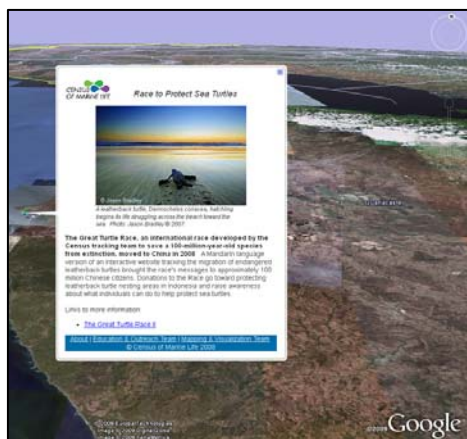 CENSUS
OF MARINE LIFE
Race to Protect Sea Turtles
© Jason Bradley
A leatherback turtle, Dermochelys coriacea, hatchling
begins its life struggling across the beach toward the
sea. Photo: Jason Bradley © 2007.
The Great Turtle Race, an international race developed by the
Census tracking team to save a 100-million-year-old species
from extinction, moved to China in 2008. A Mandarin language
version of an interactive website tracking the migration of endangered
leatherback turtles brought the race's messages to approximately 100
million Chinese citizens. Donations to the Race go toward protecting
leatherback turtle nesting areas in Indonesia and raise awareness
about what individuals can do to help protect sea turtles.
Links to more information
The Great Turtle Race II
About | Education & Outreach Team | Mapping & Visualization Team
© Census of Marine Life 2008
Guanacaste
©2009 Google